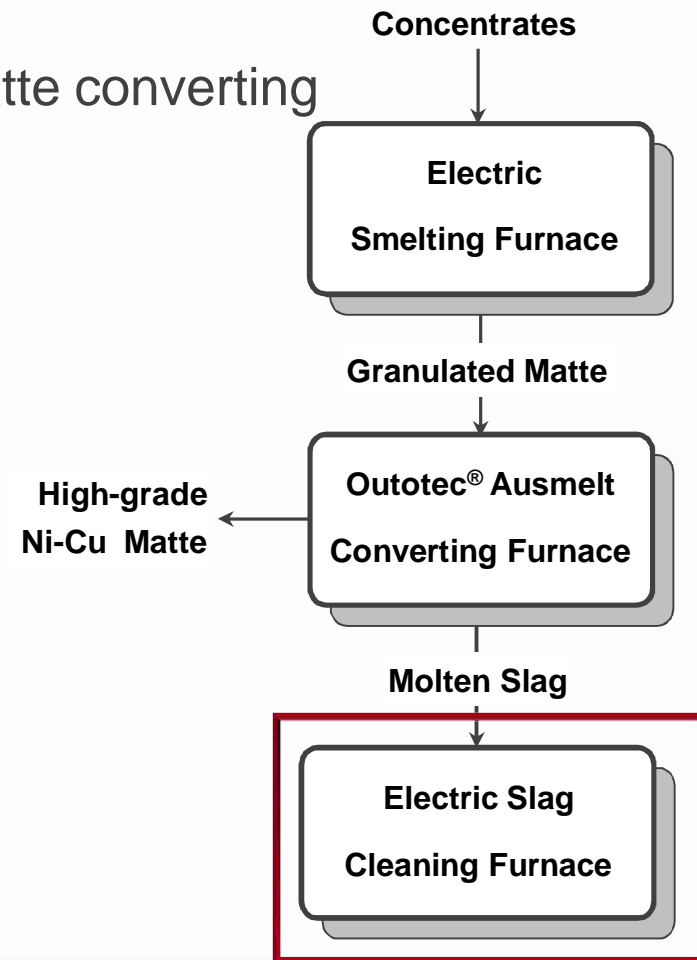 Concentrates
tte converting
Electric
Smelting Furnace
Granulated Matte
High-grade
Ni-Cu Matte
Outotec® Ausmelt
Converting Furnace
Molten Slag
Electric Slag
Cleaning Furnace